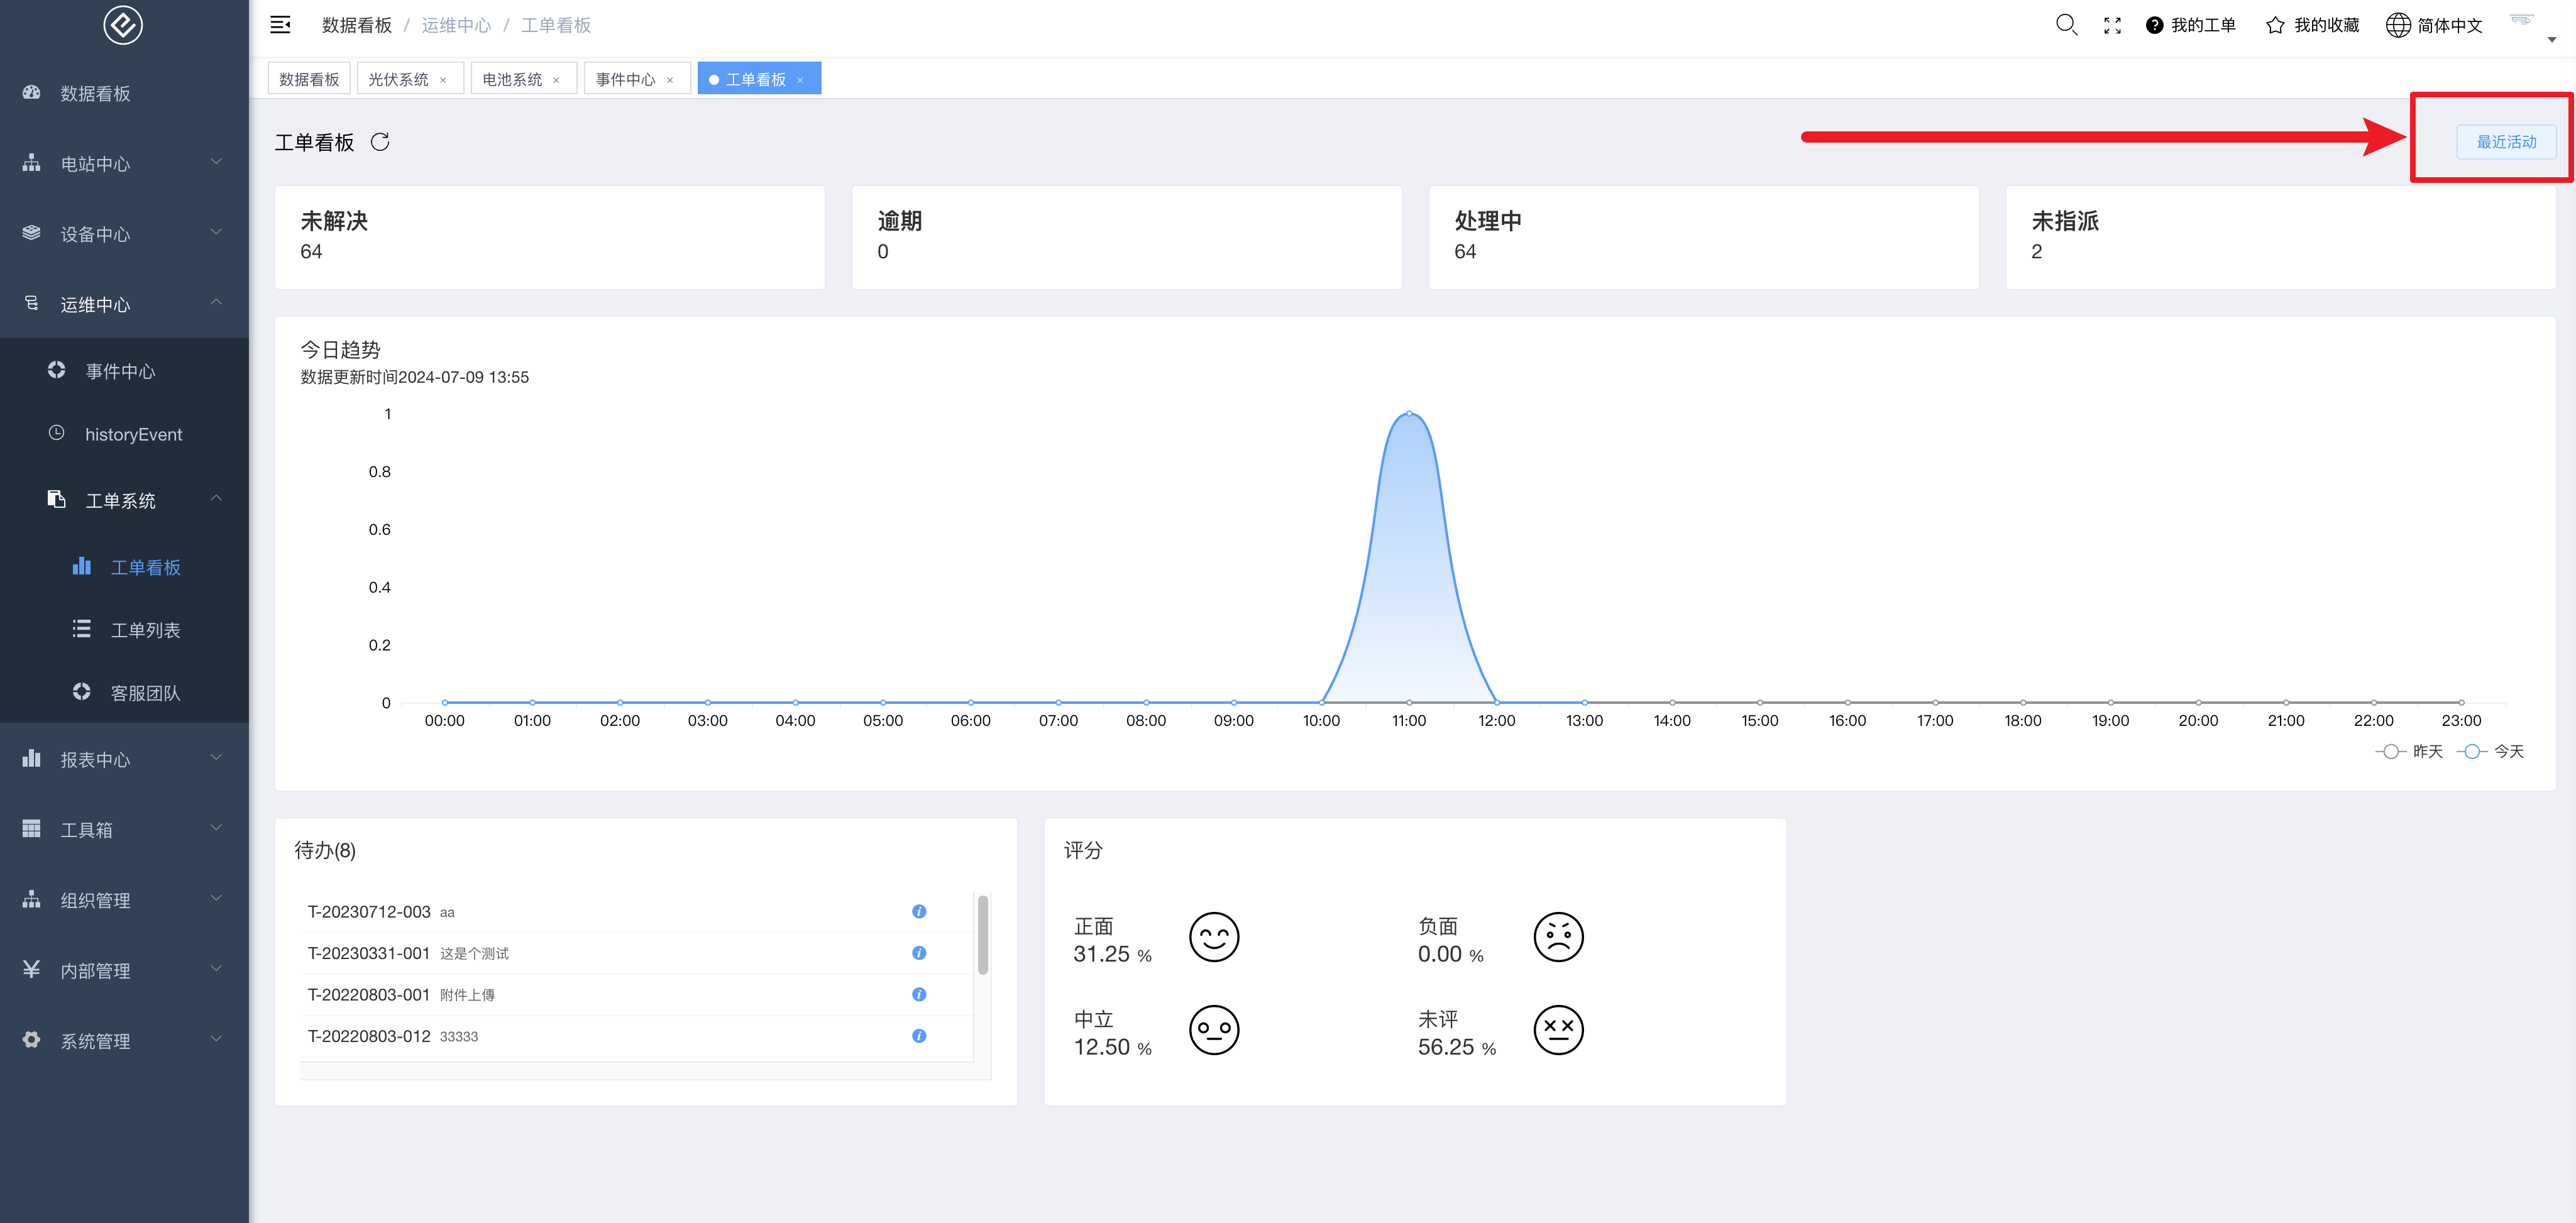 数据看板 / 运维中心 / 工单看板
我的工单 我的收藏 简体中文
数据看板
电站中心
设备中心
运维中心
事件中心
historyEvent
工单系统
工单看板
工单列表
客服团队
报表中心
工具箱
组织管理
内部管理
系统管理
数据看板 光伏系统 × 电池系统 × 事件中心 × 工单看板 ×
工单看板
最近活动
未解决
64
逾期
0
处理中
64
未指派
2
今日趋势
数据更新时间2024-07-09 13:55
1
0.8
0.6
0.4
0.2
0
00:00 01:00 02:00 03:00 04:00 05:00 06:00 07:00 08:00 09:00 10:00 11:00 12:00 13:00 14:00 15:00 16:00 17:00 18:00 19:00 20:00 21:00 22:00 23:00
昨天 今天
待办(8)
T-20230712-003 aa
T-20230331-001 这是个测试
T-20220803-001 附件上傳
T-20220803-012 33333
评分
正面
31.25 %
负面
0.00 %
中立
12.50 %
未评
56.25 %